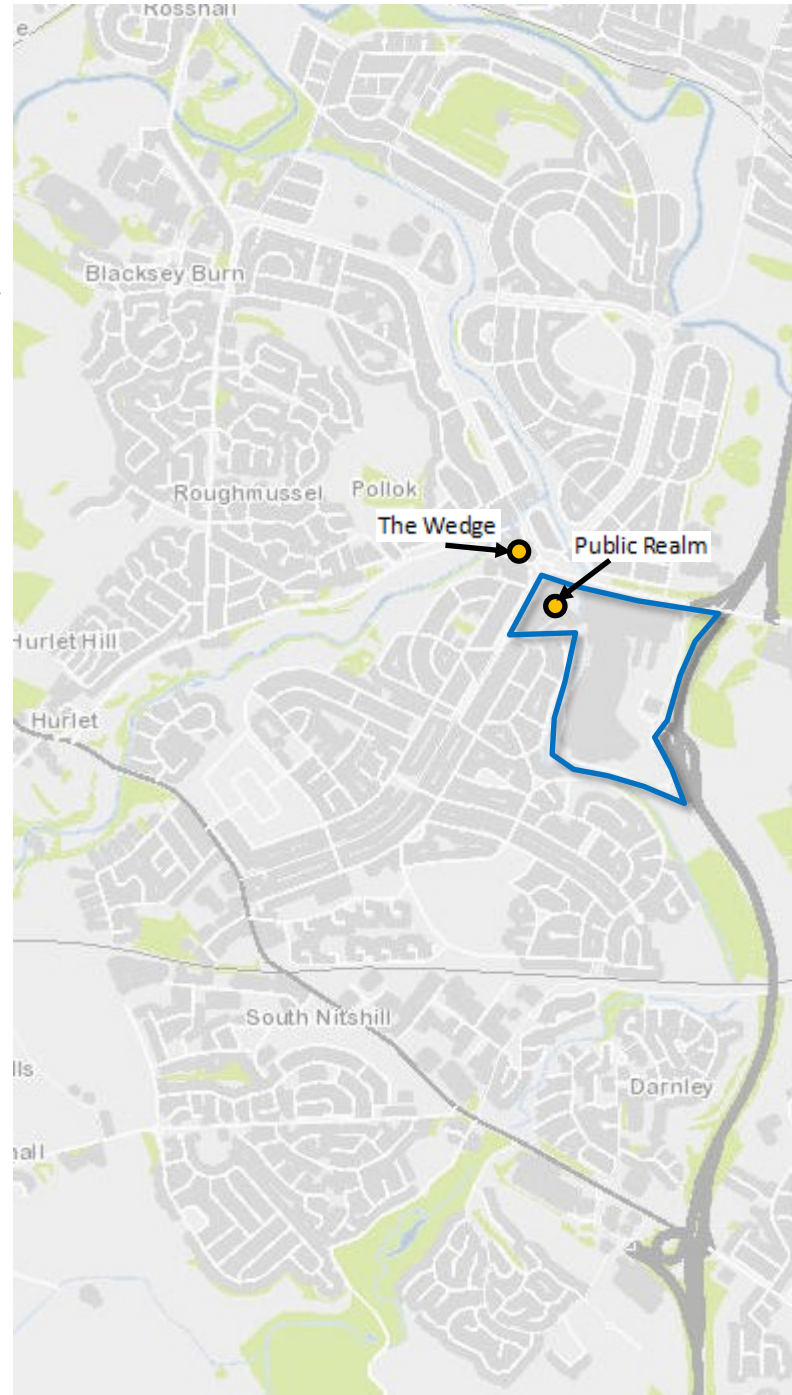 Rosshall
e
Blacksey Burn
Roughmussel
Pollok
The Wedge
Public Realm
Hurlet Hill
Hurlet
South Nitshill
lls
Darnley
hall